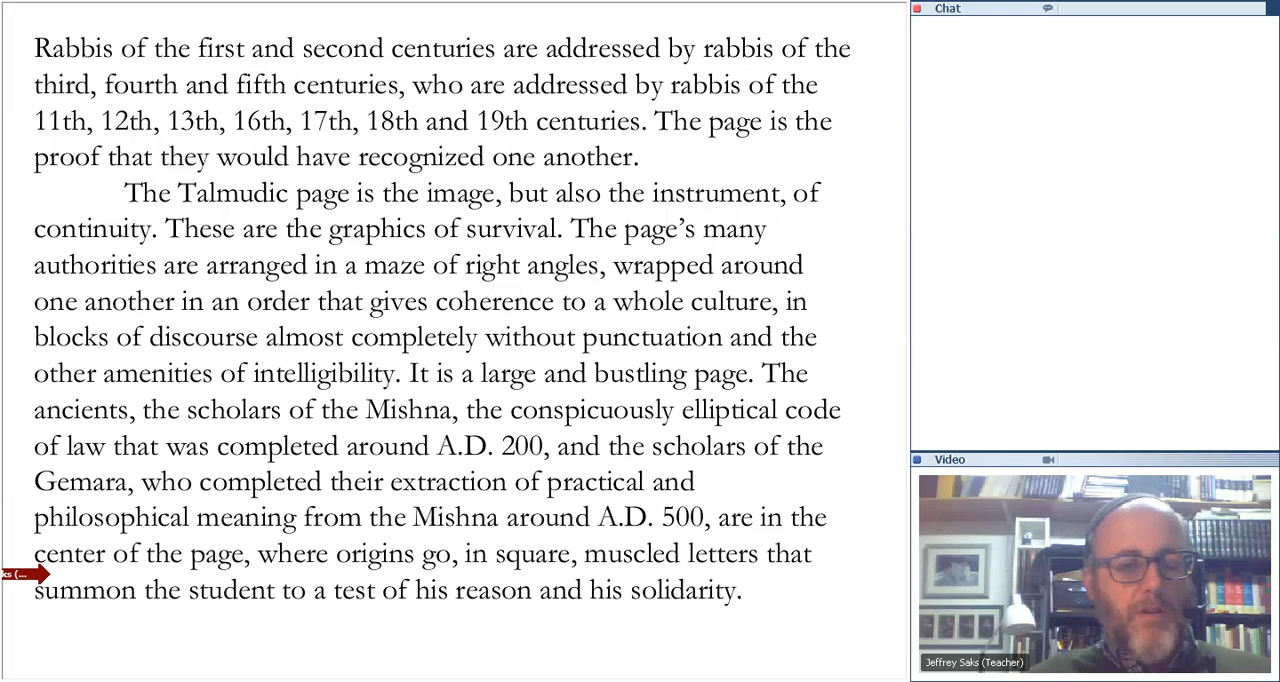 Rabbis of the first and second centuries are addressed by rabbis of the
third, fourth and fifth centuries, who are addressed by rabbis of the
11th, 12th, 13th, 16th, 17th, 18th and 19th centuries. The page is the
proof that they would have recognized one another.
The Talmudic page is the image, but also the instrument, of
continuity. These are the graphics of survival. The page’s many
authorities are arranged in a maze of right angles, wrapped around
one another in an order that gives coherence to a whole culture, in
blocks of discourse almost completely without punctuation and the
other amenities of intelligibility. It is a large and bustling page. The
ancients, the scholars of the Mishna, the conspicuously elliptical code
of law that was completed around A.D. 200, and the scholars of the
Gemara, who completed their extraction of practical and
philosophical meaning from the Mishna around A.D. 500, are in the
center of the page, where origins go, in square, muscled letters that
ks (...
summon the student to a test of his reason and his solidarity.
Chat
Video
Jeffrey Saks (Teacher)